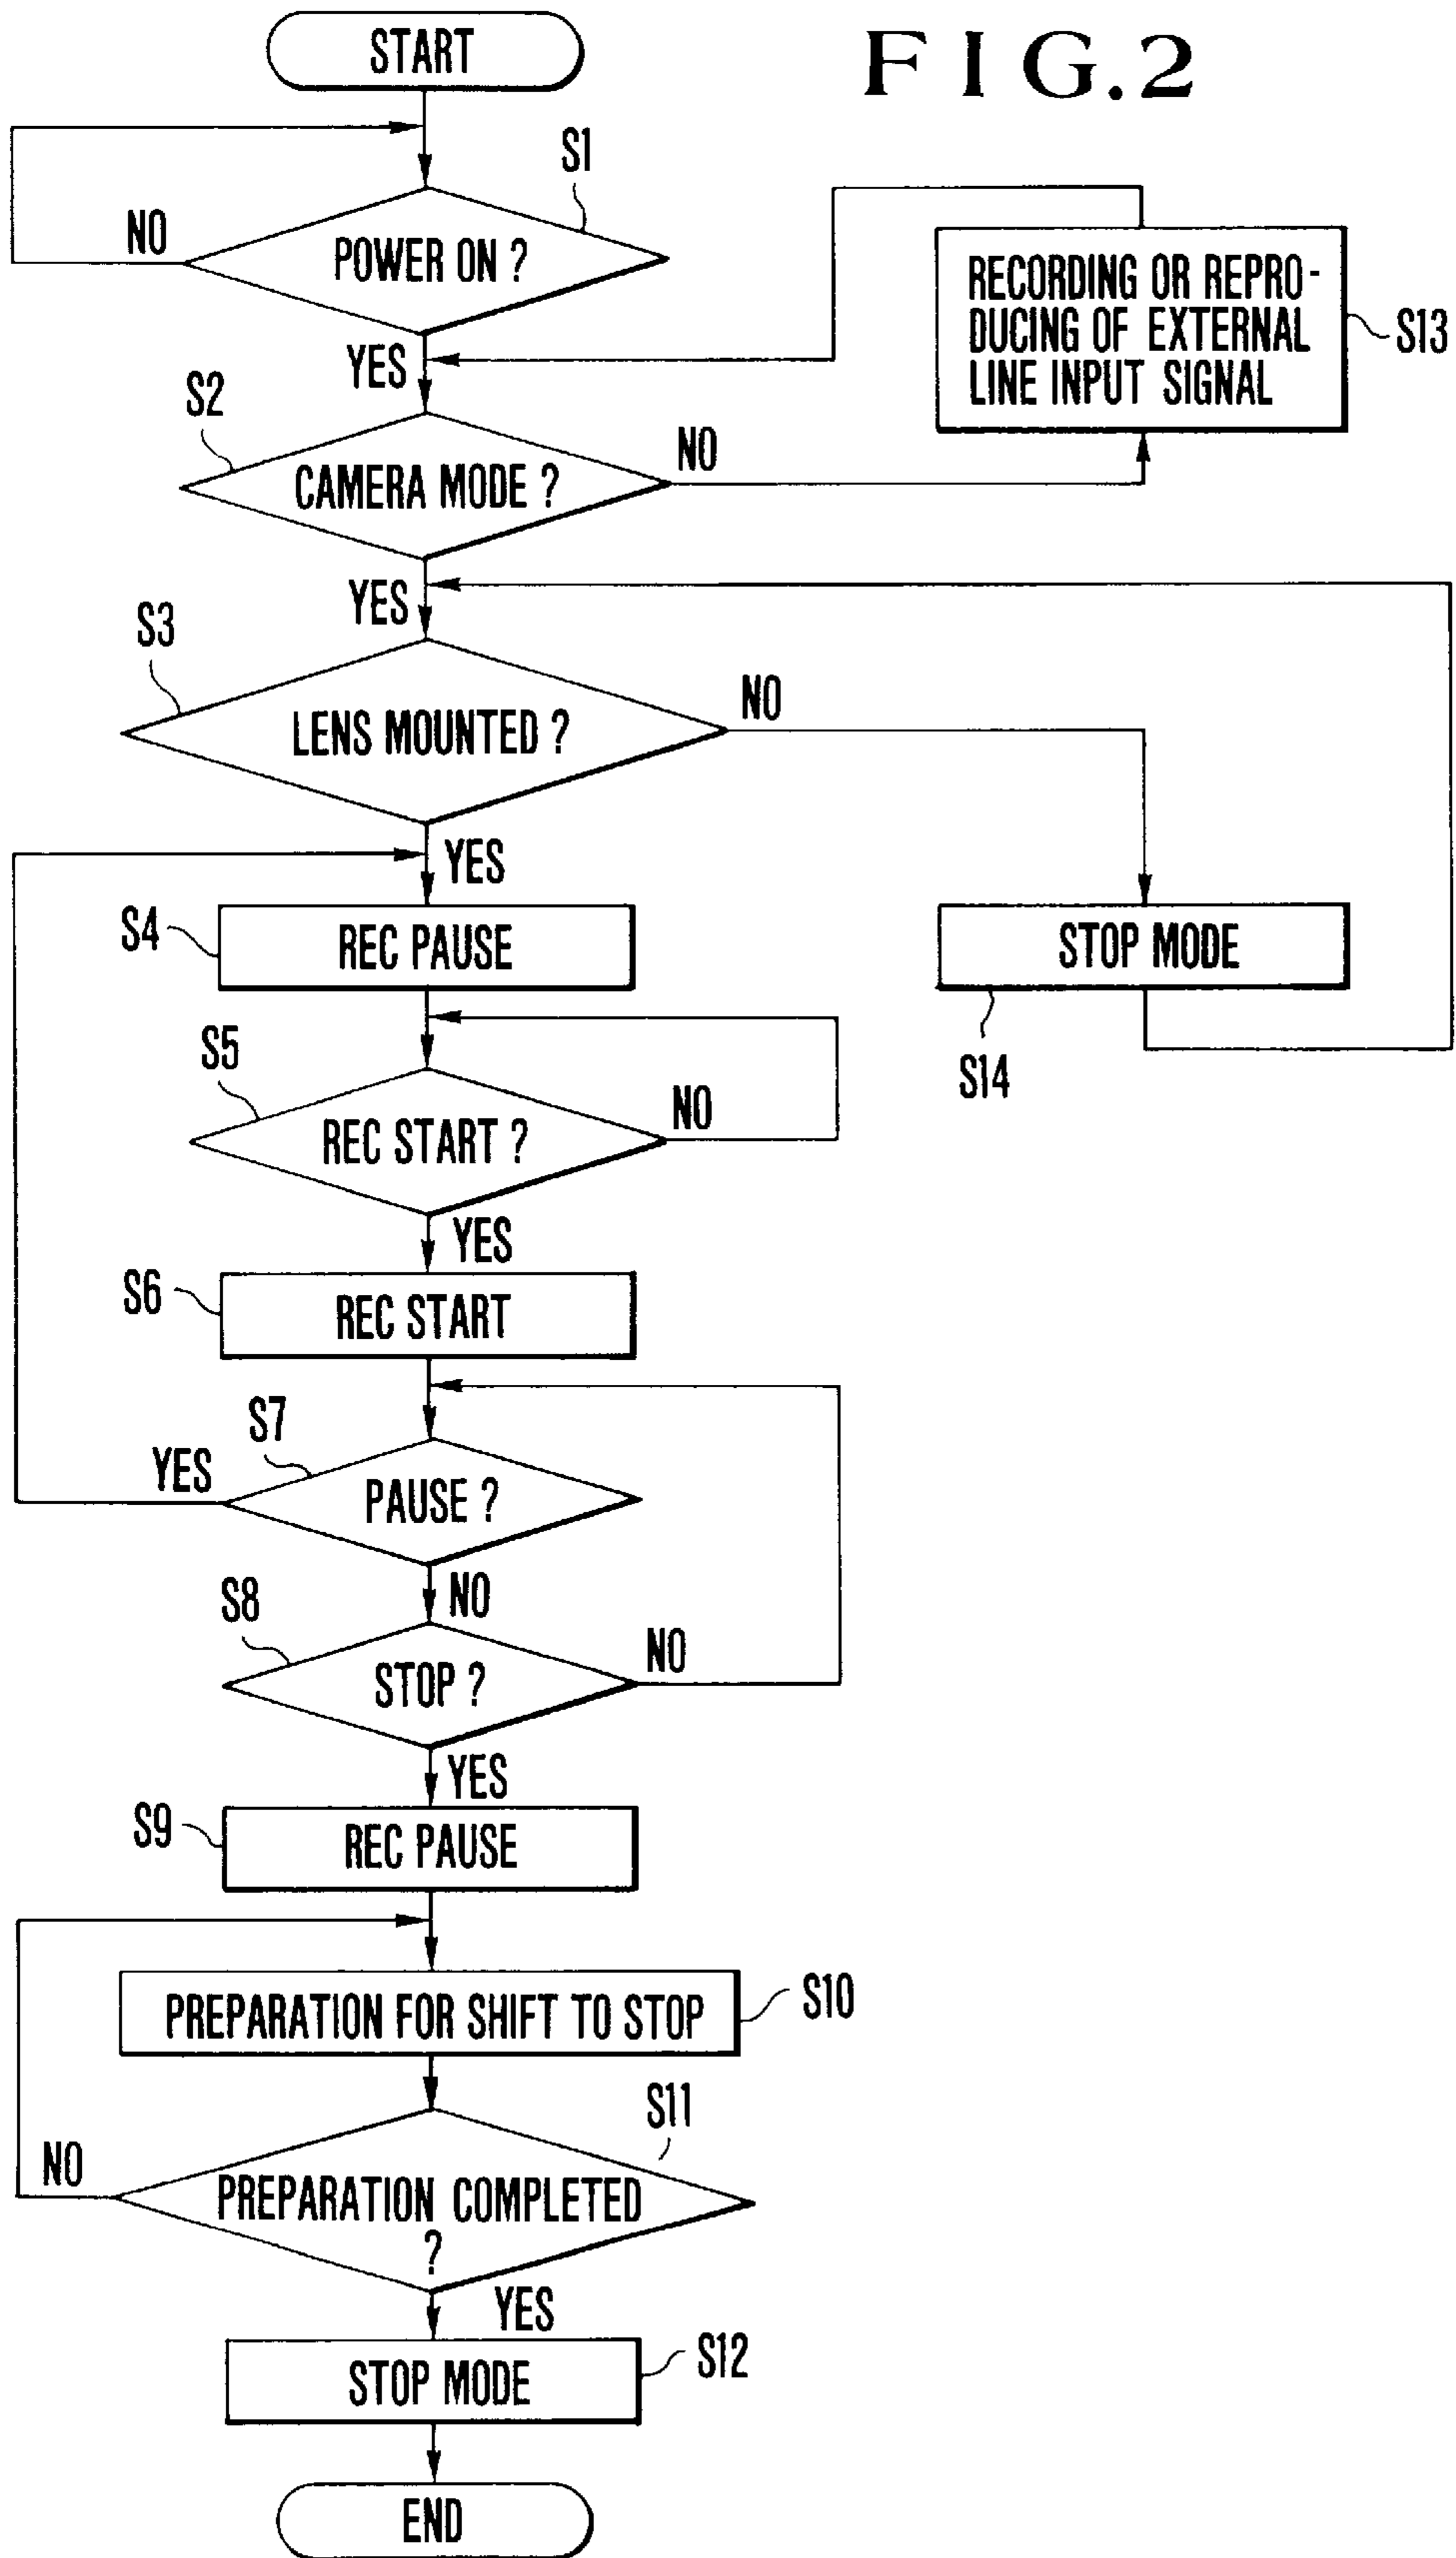 START
FIG.2
S1
NO
POWER ON ?
RECORDING OR REPRO-
DUCING OF EXTERNAL
LINE INPUT SIGNAL
S13
YES
S2
NO
CAMERA MODE ?
YES
S3
NO
LENS MOUNTED ?
YES
S4
REC PAUSE
STOP MODE
S14
S5
NO
REC START ?
YES
S6
REC START
S7
YES
PAUSE ?
NO
S8
NO
STOP ?
YES
S9
REC PAUSE
PREPARATION FOR SHIFT TO STOP
S10
S11
NO
PREPARATION COMPLETED
?
YES
STOP MODE
S12
END